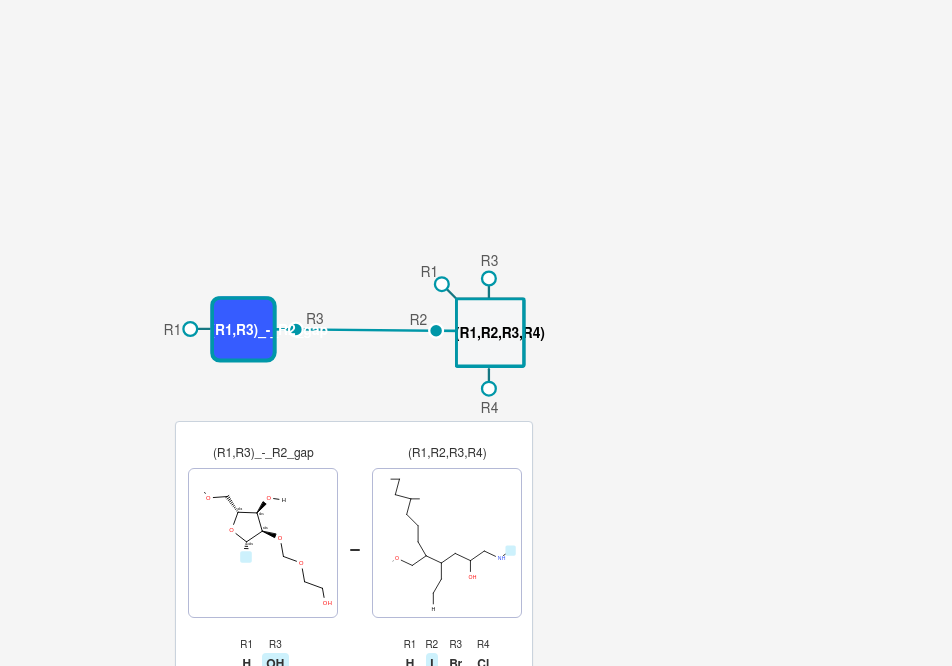 R3
R1
R1 R1,R3)_-_R2_gap R3 R2 (R1,R2,R3,R4)
R4
(R1,R3)_-_R2_gap (R1,R2,R3,R4)
O O H
O O
O
OH
–
O NH
OH
H
R1 R3 R1 R2 R3 R4
H OH H I Br Cl